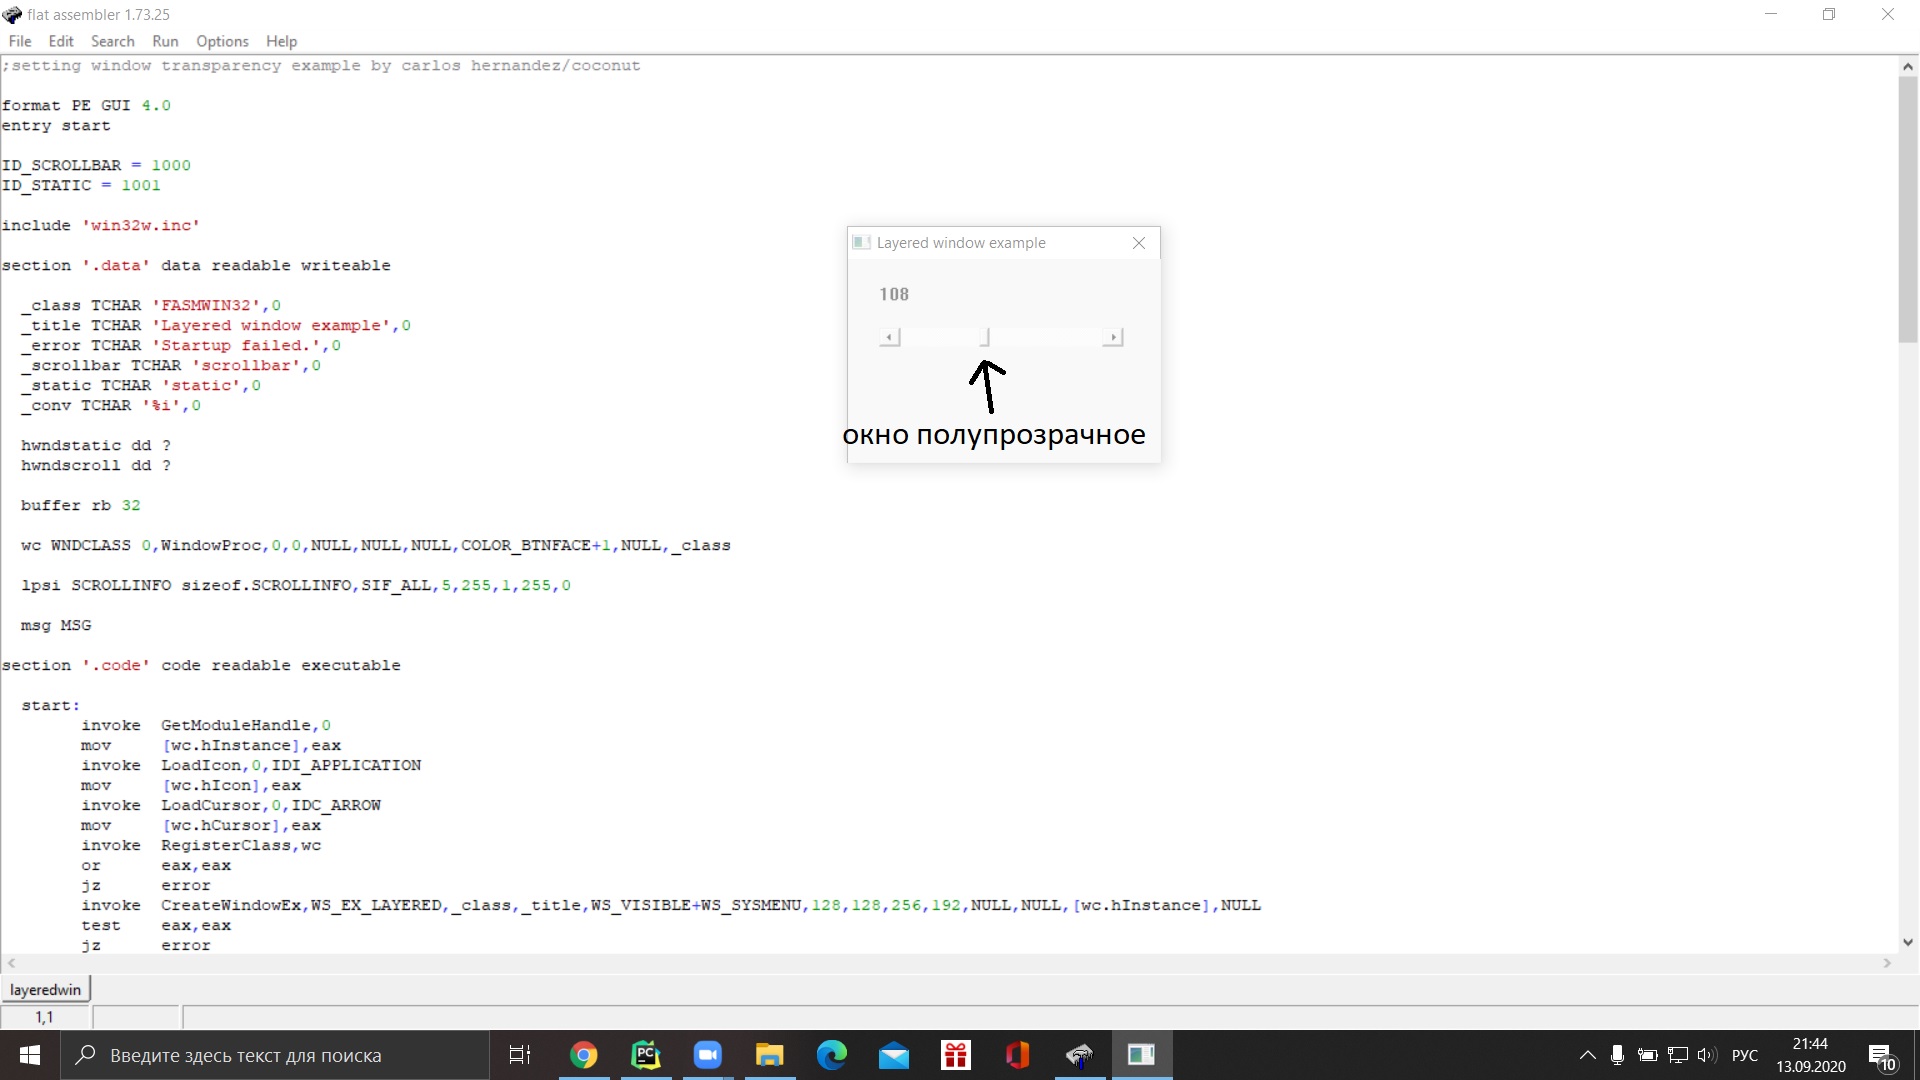 flat assembler 1.73.25
File Edit Search Run Options Help
;setting window transparency example by carlos hernandez/coconut
format PE GUI 4.0
entry start
ID_SCROLLBAR = 1000
ID_STATIC = 1001
include 'win32w.inc'
section '.data' data readable writeable
_class TCHAR 'FASMWIN32',0
_title TCHAR 'Layered window example',0
_error TCHAR 'Startup failed.',0
_scrollbar TCHAR 'scrollbar',0
_static TCHAR 'static',0
_conv TCHAR '%i',0
hwndstatic dd ?
hwndscroll dd ?
buffer rb 32
wc WNDCLASS 0,WindowProc,0,0,NULL,NULL,NULL,COLOR_BTNFACE+1,NULL,_class
lpsi SCROLLINFO sizeof.SCROLLINFO,SIF_ALL,5,255,1,255,0
msg MSG
section '.code' code readable executable
start:
invoke GetModuleHandle,0
mov [wc.hInstance],eax
invoke LoadIcon,0,IDI_APPLICATION
mov [wc.hIcon],eax
invoke LoadCursor,0,IDC_ARROW
mov [wc.hCursor],eax
invoke RegisterClass,wc
or eax,eax
jz error
invoke CreateWindowEx,WS_EX_LAYERED,_class,_title,WS_VISIBLE+WS_SYSMENU,128,128,256,192,NULL,NULL,[wc.hInstance],NULL
test eax,eax
jz error
Layered window example
108
окно полупрозрачное
layeredwin
1,1
Введите здесь текст для поиска
PC
РУС
21:44
13.09.2020
10